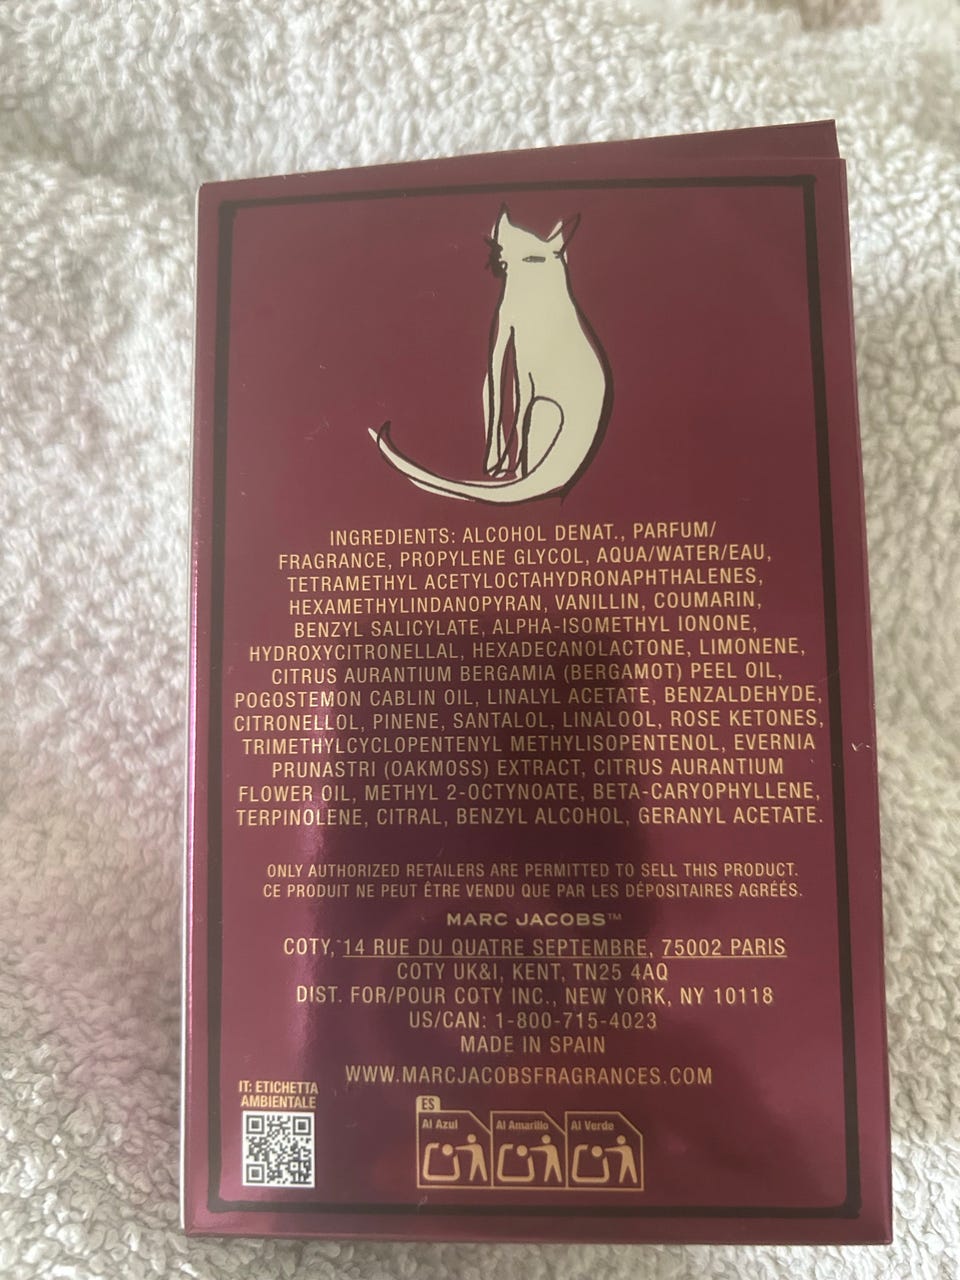 INGREDIENTS: ALCOHOL DENAT., PARFUM/
FRAGRANCE, PROPYLENE GLYCOL, AQUA/WATER/EAU,
TETRAMETHYL ACETYLOCTAHYDRONAPHTHALENES,
HEXAMETHYLINDANOPYRAN, VANILLIN, COUMARIN,
BENZYL SALICYLATE, ALPHA-ISOMETHYL IONONE,
HYDROXYCITRONELLAL, HEXADECANOLACTONE, LIMONENE,
CITRUS AURANTIUM BERGAMIA (BERGAMOT) PEEL OIL,
POGOSTEMON CABLIN OIL, LINALYL ACETATE, BENZALDEHYDE,
CITRONELLOL, PINENE, SANTALOL, LINALOOL, ROSE KETONES,
TRIMETHYLCYCLOPENTENYL METHYLISOPENTENOL, EVERNIA
PRUNASTRI (OAKMOSS) EXTRACT, CITRUS AURANTIUM
FLOWER OIL, METHYL 2-OCTYNOATE, BETA-CARYOPHYLLENE,
TERPINOLENE, CITRAL, BENZYL ALCOHOL, GERANYL ACETATE.
ONLY AUTHORIZED RETAILERS ARE PERMITTED TO SELL THIS PRODUCT.
CE PRODUIT NE PEUT ÊTRE VENDU QUE PAR LES DÉPOSITAIRES AGRÉÉS.
MARC JACOBS™
COTY, 14 RUE DU QUATRE SEPTEMBRE, 75002 PARIS
COTY UK&I, KENT, TN25 4AQ
DIST. FOR/POUR COTY INC., NEW YORK, NY 10118
US/CAN: 1-800-715-4023
MADE IN SPAIN
WWW.MARCJACOBSFRAGRANCES.COM
IT: ETICHETTA
AMBIENTALE
ES
Al Azul
Al Amarillo
Al Verde